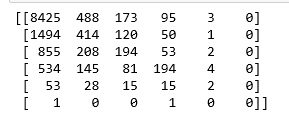 [[8425 488 173 95 3 0]
[1494 414 120 50 1 0]
[ 855 208 194 53 2 0]
[ 534 145 81 194 4 0]
[ 53 28 15 15 2 0]
[ 1 0 0 1 0 0]]